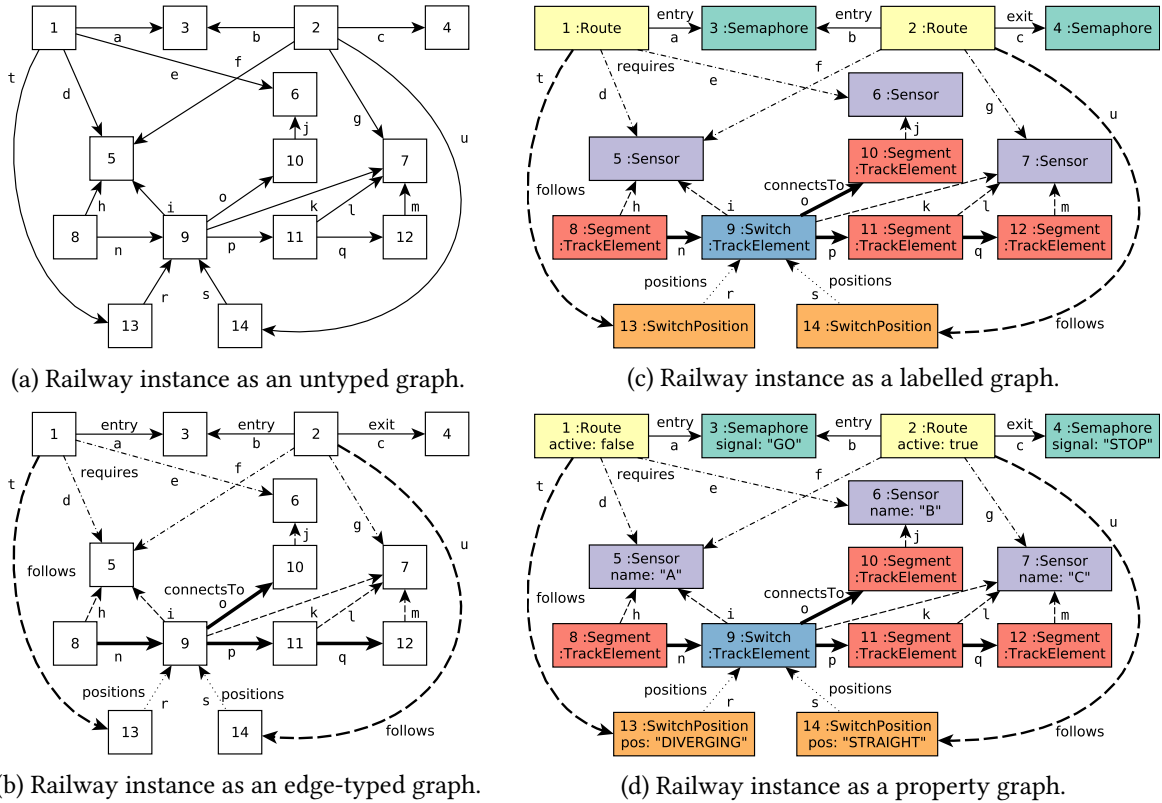 1
a
3
b
2
c
4
t
d
e
f
6
g
u
5
j
10
7
h
i
o
k
l
m
8
n
9
p
11
q
12
r
s
13
14
(a) Railway instance as an untyped graph.
1 :Route
entry
a
3 :Semaphore
entry
b
2 :Route
exit
c
4 :Semaphore
t
requires
d
e
f
6 :Sensor
g
u
5 :Sensor
j
10 :Segment
:TrackElement
7 :Sensor
follows
connectsTo
h
i
o
k
l
m
8 :Segment
:TrackElement
n
9 :Switch
:TrackElement
p
11 :Segment
:TrackElement
q
12 :Segment
:TrackElement
positions
r
positions
s
13 :SwitchPosition
14 :SwitchPosition
follows
(c) Railway instance as a labelled graph.
1
entry
a
3
entry
b
2
exit
c
4
t
requires
d
e
f
6
g
u
5
j
10
7
follows
connectsTo
h
i
o
k
l
m
8
n
9
p
11
q
12
positions
r
s
positions
13
14
follows
(b) Railway instance as an edge-typed graph.
1 :Route
active: false
entry
a
3 :Semaphore
signal: "GO"
entry
b
2 :Route
active: true
exit
c
4 :Semaphore
signal: "STOP"
t
requires
d
e
f
6 :Sensor
name: "B"
g
u
5 :Sensor
name: "A"
j
10 :Segment
:TrackElement
7 :Sensor
name: "C"
follows
connectsTo
h
i
o
k
l
m
8 :Segment
:TrackElement
n
9 :Switch
:TrackElement
p
11 :Segment
:TrackElement
q
12 :Segment
:TrackElement
positions
r
positions
s
13 :SwitchPosition
pos: "DIVERGING"
14 :SwitchPosition
pos: "STRAIGHT"
follows
(d) Railway instance as a property graph.